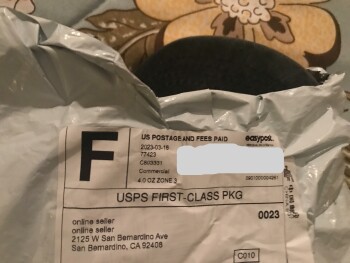 F
US POSTAGE AND FEES PAID
easypost
2023-03-16
77423
Commercial
4.0 OZ ZONE 3
USPS FIRST-CLASS PKG
0023
online seller
online seller
2125 W San Bernardino Ave
San Bernardino, CA 92408
C010